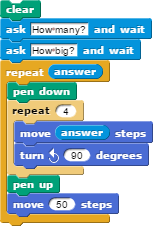 clear
ask How many? and wait
ask How big? and wait
repeat answer
pen down
repeat 4
move answer steps
turn 90 degrees
pen up
move 50 steps